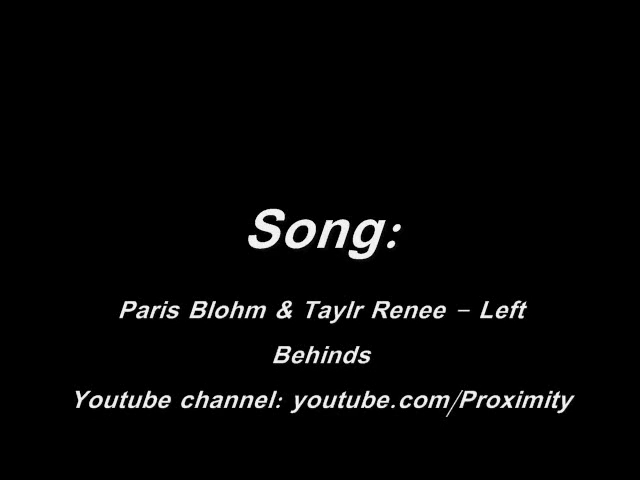 Song:
Paris Blohm & Taylr Renee - Left
Behinds
Youtube channel: youtube.com/Proximity